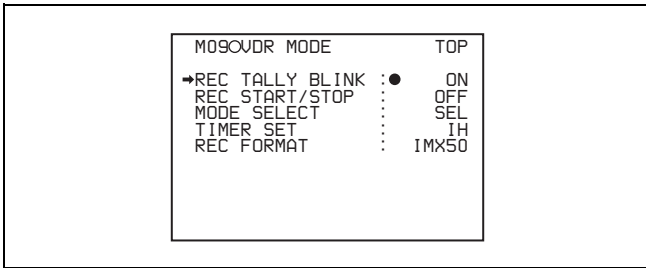 M09OVDR MODE TOP
➡REC TALLY BLINK :● ON
REC START/STOP : OFF
MODE SELECT : SEL
TIMER SET : IH
REC FORMAT : IMX50